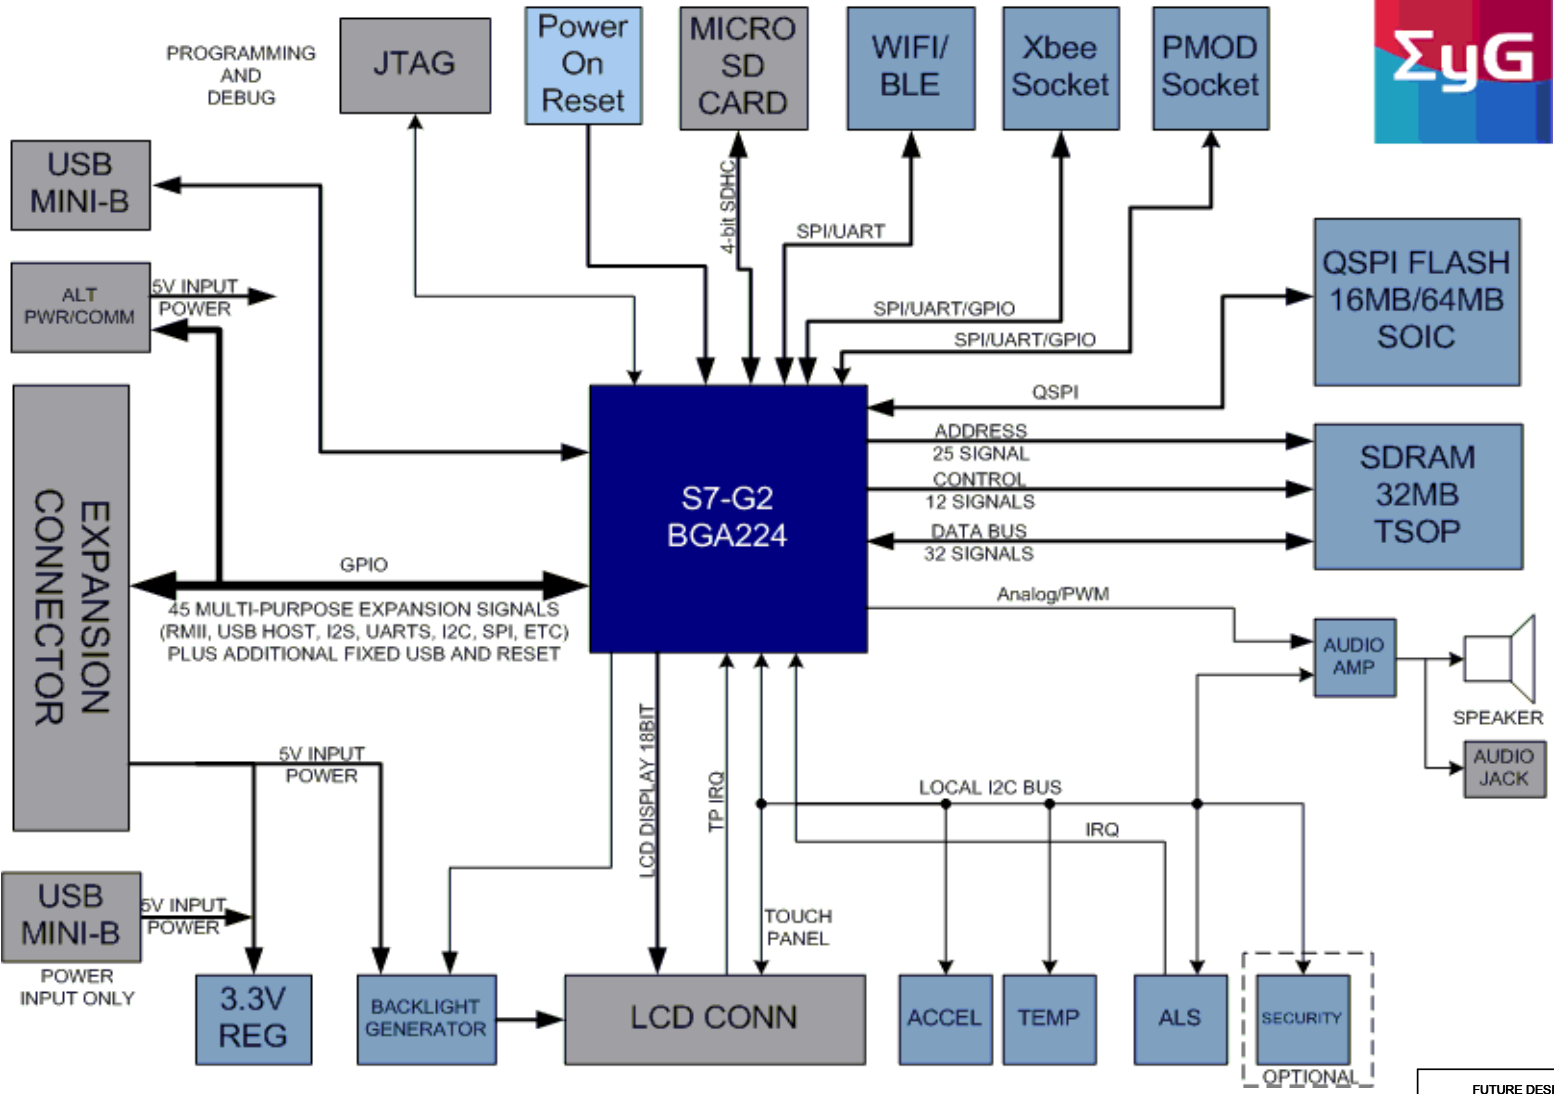 PROGRAMMING
AND
DEBUG
JTAG
Power
On
Reset
MICRO
SD
CARD
WIFI/
BLE
Xbee
Socket
PMOD
Socket
ΣyG
USB
MINI-B
4-bit SDHC
SPI/UART
ALT
PWR/COMM
5V INPUT
POWER
SPI/UART/GPIO
SPI/UART/GPIO
QSPI FLASH
16MB/64MB
SOIC
QSPI
EXPANSION
CONNECTOR
S7-G2
BGA224
ADDRESS
25 SIGNAL
CONTROL
12 SIGNALS
DATA BUS
32 SIGNALS
SDRAM
32MB
TSOP
GPIO
45 MULTI-PURPOSE EXPANSION SIGNALS
(RMII, USB HOST, I2S, UARTS, I2C, SPI, ETC)
PLUS ADDITIONAL FIXED USB AND RESET
Analog/PWM
AUDIO
AMP
SPEAKER
AUDIO
JACK
5V INPUT
POWER
LCD DISPLAY 18BIT
TP IRQ
LOCAL I2C BUS
IRQ
TOUCH
PANEL
USB
MINI-B
5V INPUT
POWER
POWER
INPUT ONLY
3.3V
REG
BACKLIGHT
GENERATOR
LCD CONN
ACCEL
TEMP
ALS
SECURITY
OPTIONAL
FUTURE